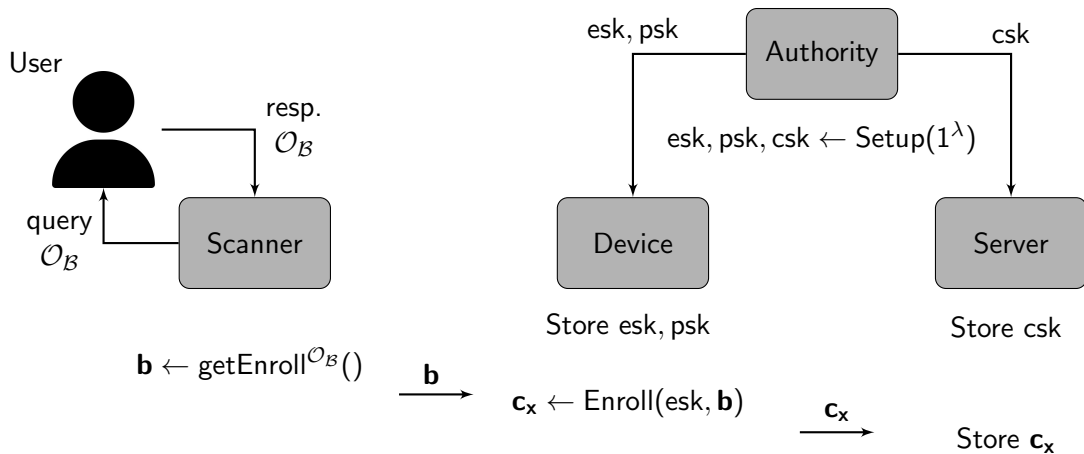 User
resp.
𝒪_ℬ
query
𝒪_ℬ
Scanner
esk, psk
Authority
csk
esk, psk, csk ← Setup(1^λ)
Device
Server
Store esk, psk
Store csk
𝐛 ← getEnroll^{𝒪_ℬ}()
𝐛
𝐜_𝐱 ← Enroll(esk, 𝐛)
𝐜_𝐱
Store 𝐜_𝐱